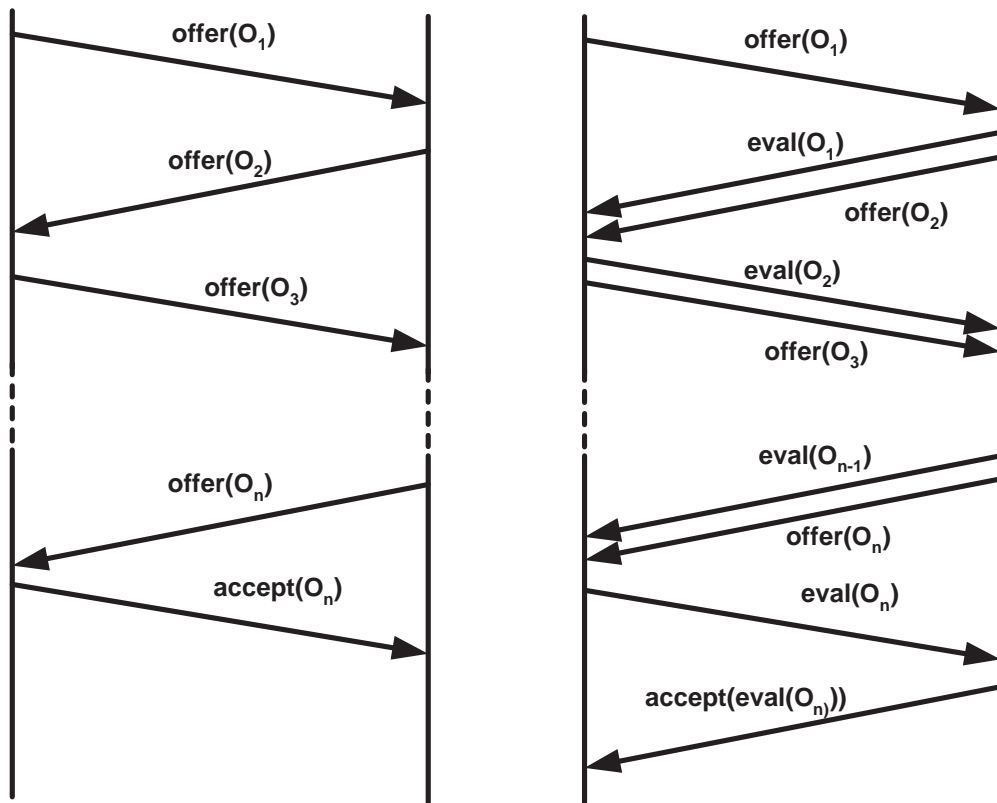 offer(O₁)
offer(O₂)
offer(O₃)
offer(Oₙ)
accept(Oₙ)
offer(O₁)
eval(O₁)
offer(O₂)
eval(O₂)
offer(O₃)
eval(Oₙ₋₁)
offer(Oₙ)
eval(Oₙ)
accept(eval(Oₙ₎))